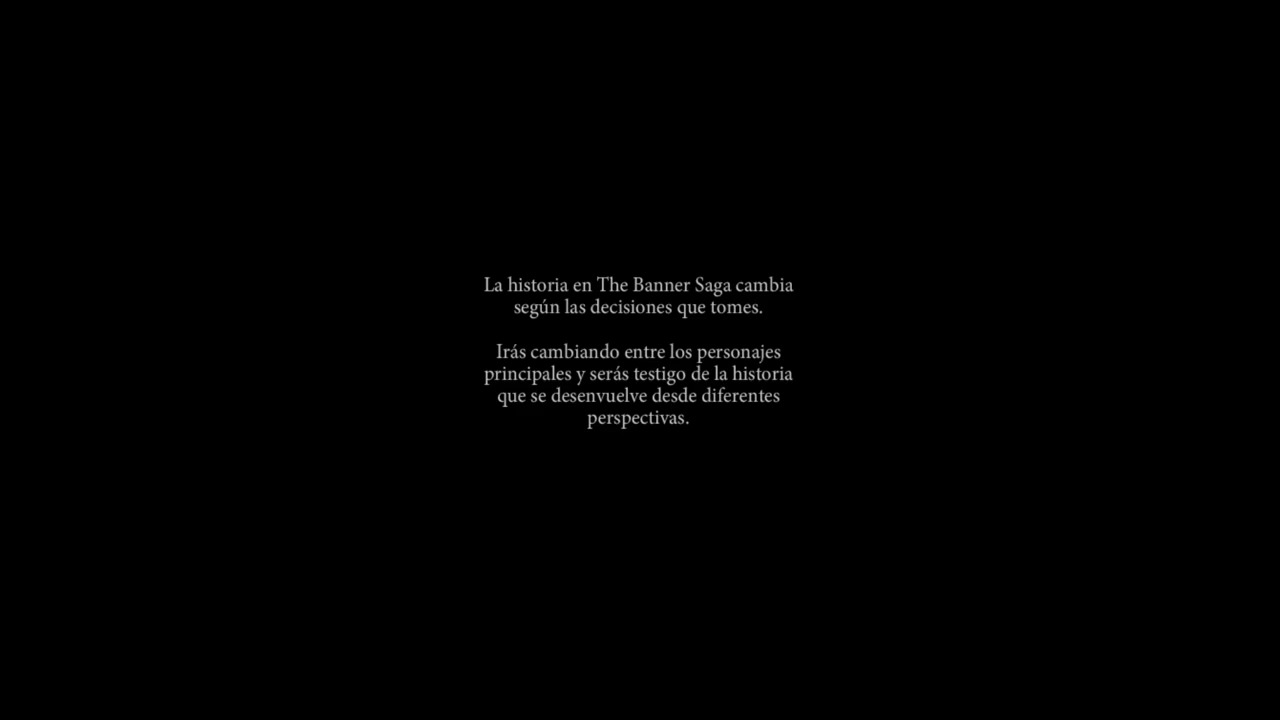 La historia en The Banner Saga cambia
según las decisiones que tomes.
Irás cambiando entre los personajes
principales y serás testigo de la historia
que se desenvuelve desde diferentes
perspectivas.